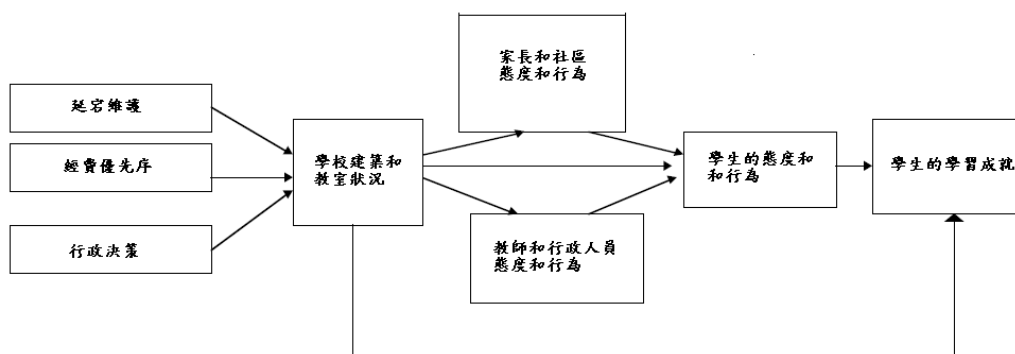 家長和社區
態度和行為
延宕維護
經費優先序
行政決策
學校建築和
教室狀況
教師和行政人員
態度和行為
學生的態度和
和行為
學生的學習成就